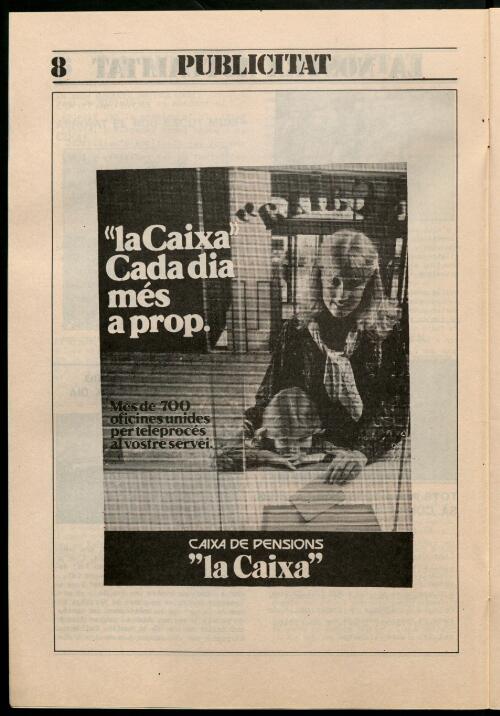 8 PUBLICITAT
"la Caixa"
Cada dia
més
a prop.
Mes de 700
oficines unides
per teleprocés
al vostre servei.
CAIXA DE PENSIONS
"la Caixa"